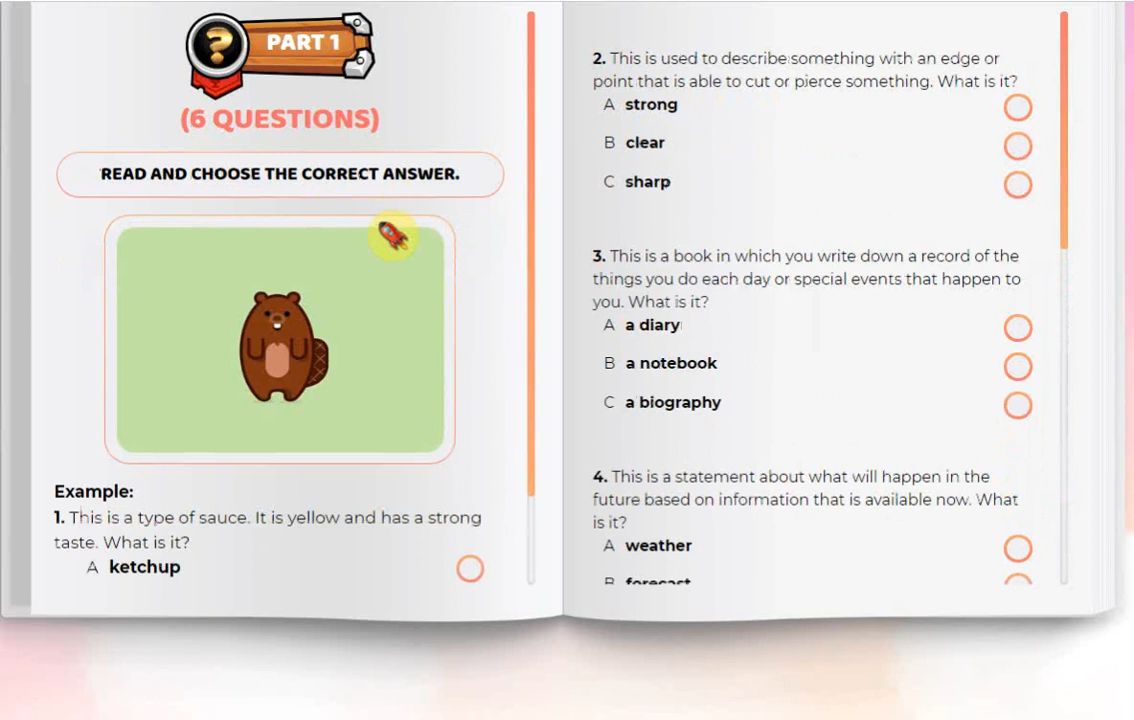 PART 1
(6 QUESTIONS)
READ AND CHOOSE THE CORRECT ANSWER.
Example:
1. This is a type of sauce. It is yellow and has a strong
taste. What is it?
A ketchup
2. This is used to describe something with an edge or
point that is able to cut or pierce something. What is it?
A strong
B clear
C sharp
3. This is a book in which you write down a record of the
things you do each day or special events that happen to
you. What is it?
A a diary
B a notebook
C a biography
4. This is a statement about what will happen in the
future based on information that is available now. What
is it?
A weather
B forecast